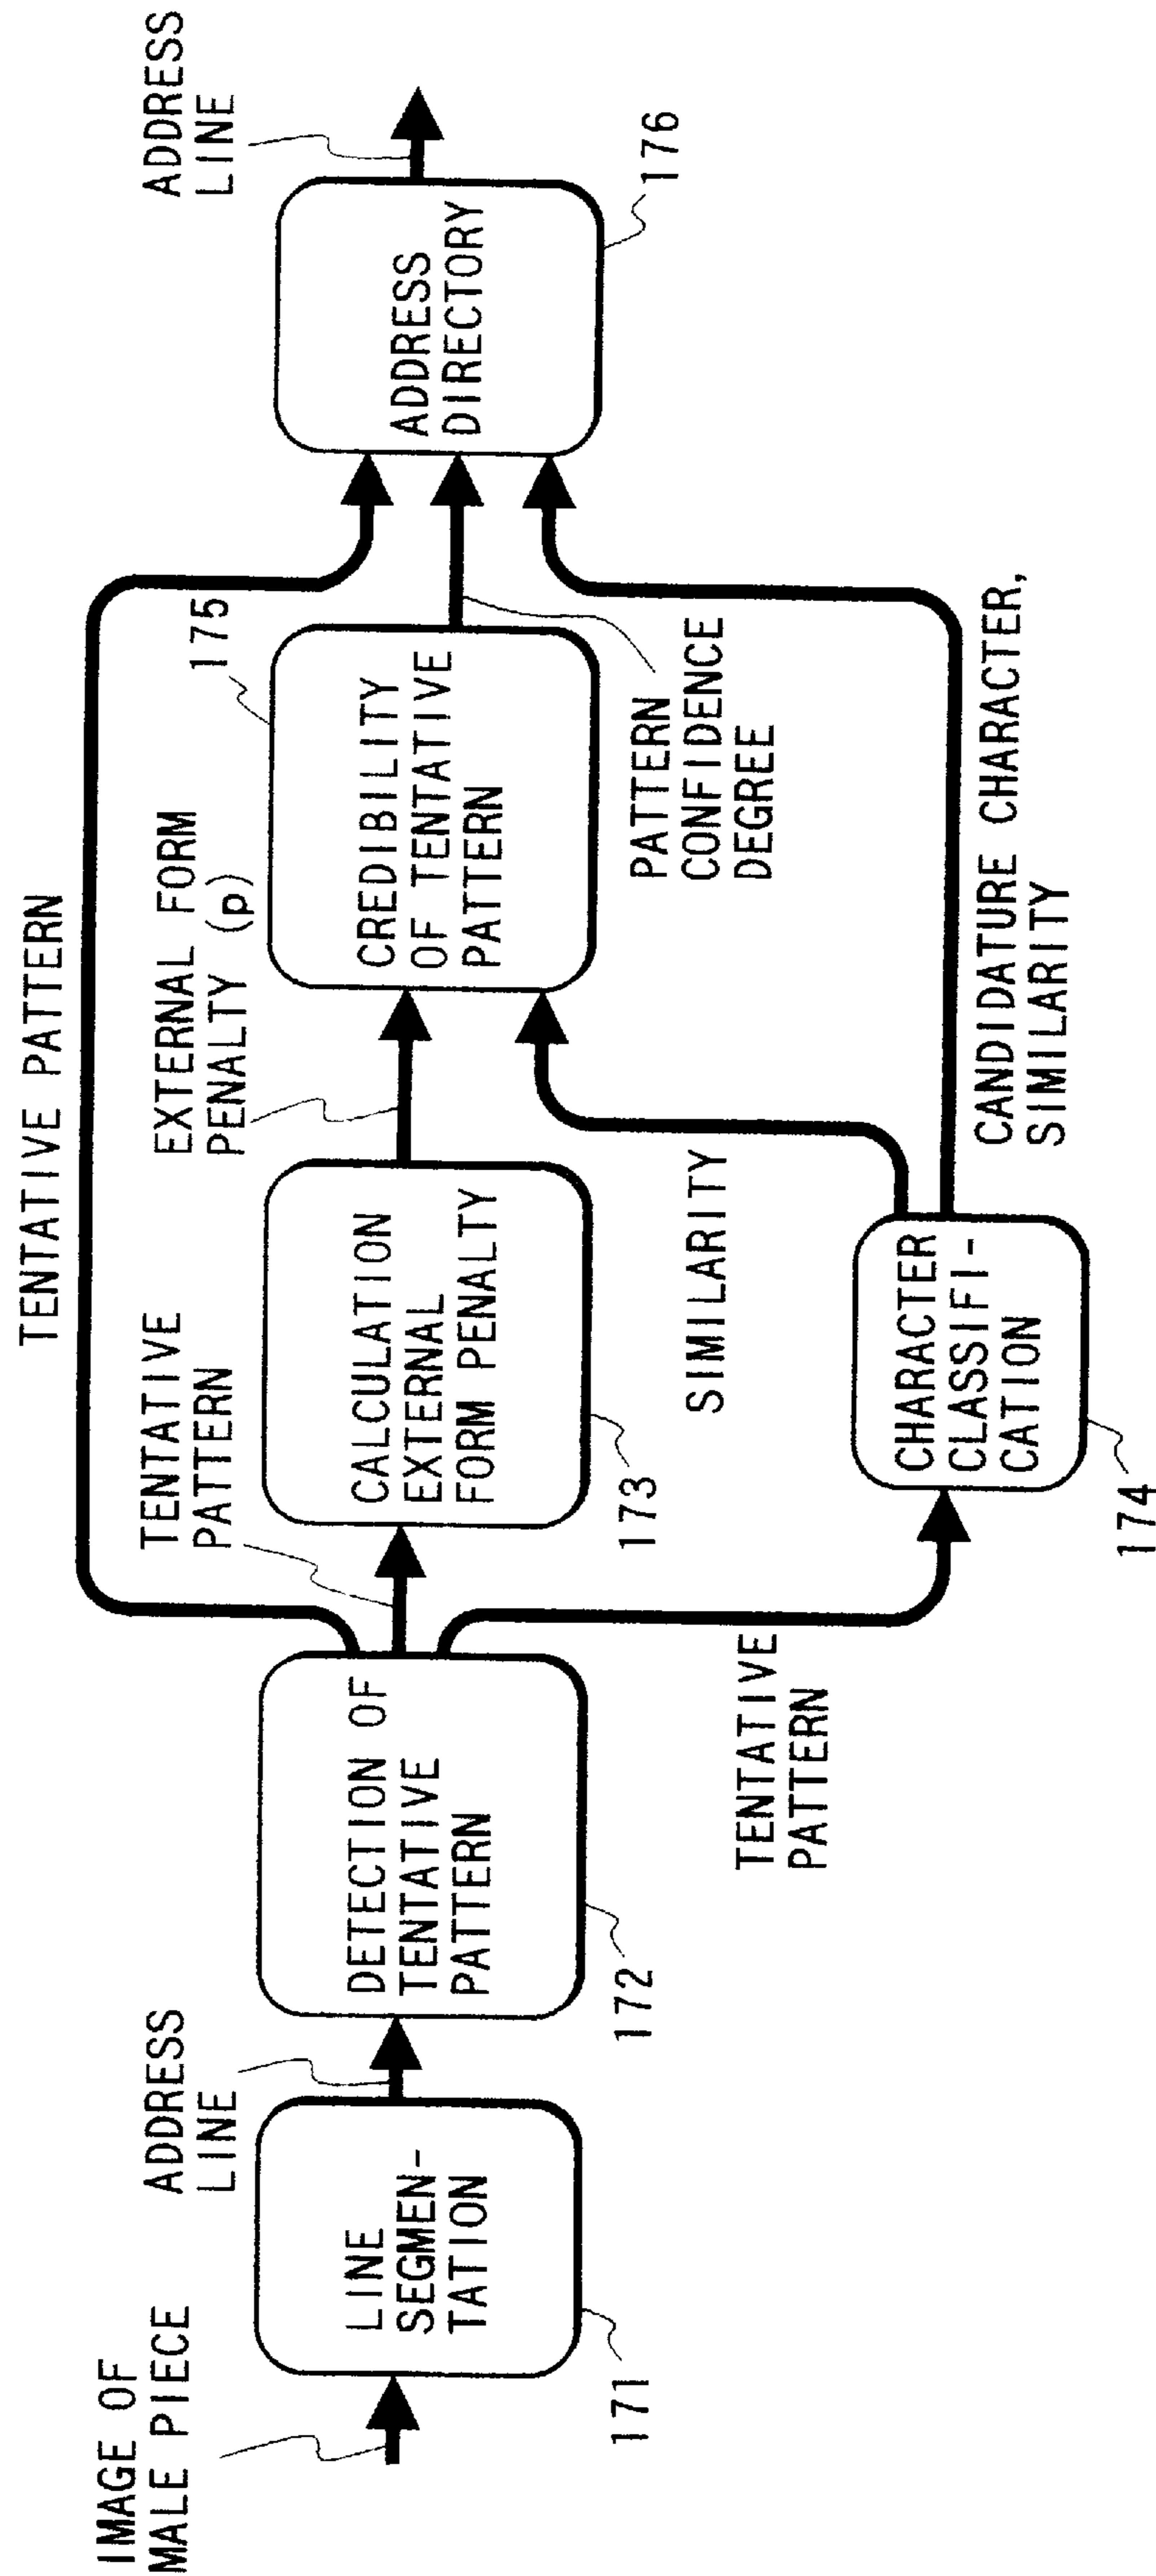 IMAGE OF
MALE PIECE
LINE
SEGMEN-
TATION
171
ADDRESS
LINE
DETECTION OF
TENTATIVE
PATTERN
172
TENTATIVE PATTERN
TENTATIVE
PATTERN
TENTATIVE
PATTERN
CALCULATION
EXTERNAL
FORM PENALTY
173
CHARACTER
CLASSIFI-
CATION
174
SIMILARITY
EXTERNAL FORM
PENALTY (p)
CREDIBILITY
OF TENTATIVE
PATTERN
175
PATTERN
CONFIDENCE
DEGREE
CANDIDATURE CHARACTER,
SIMILARITY
ADDRESS
DIRECTORY
176
ADDRESS
LINE